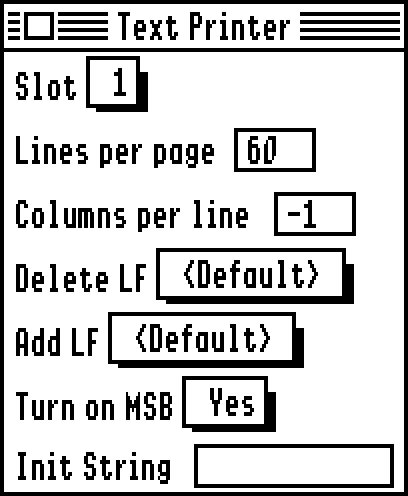 Text Printer
Slot 1
Lines per page 60
Columns per line -1
Delete LF <Default>
Add LF <Default>
Turn on MSB Yes
Init String